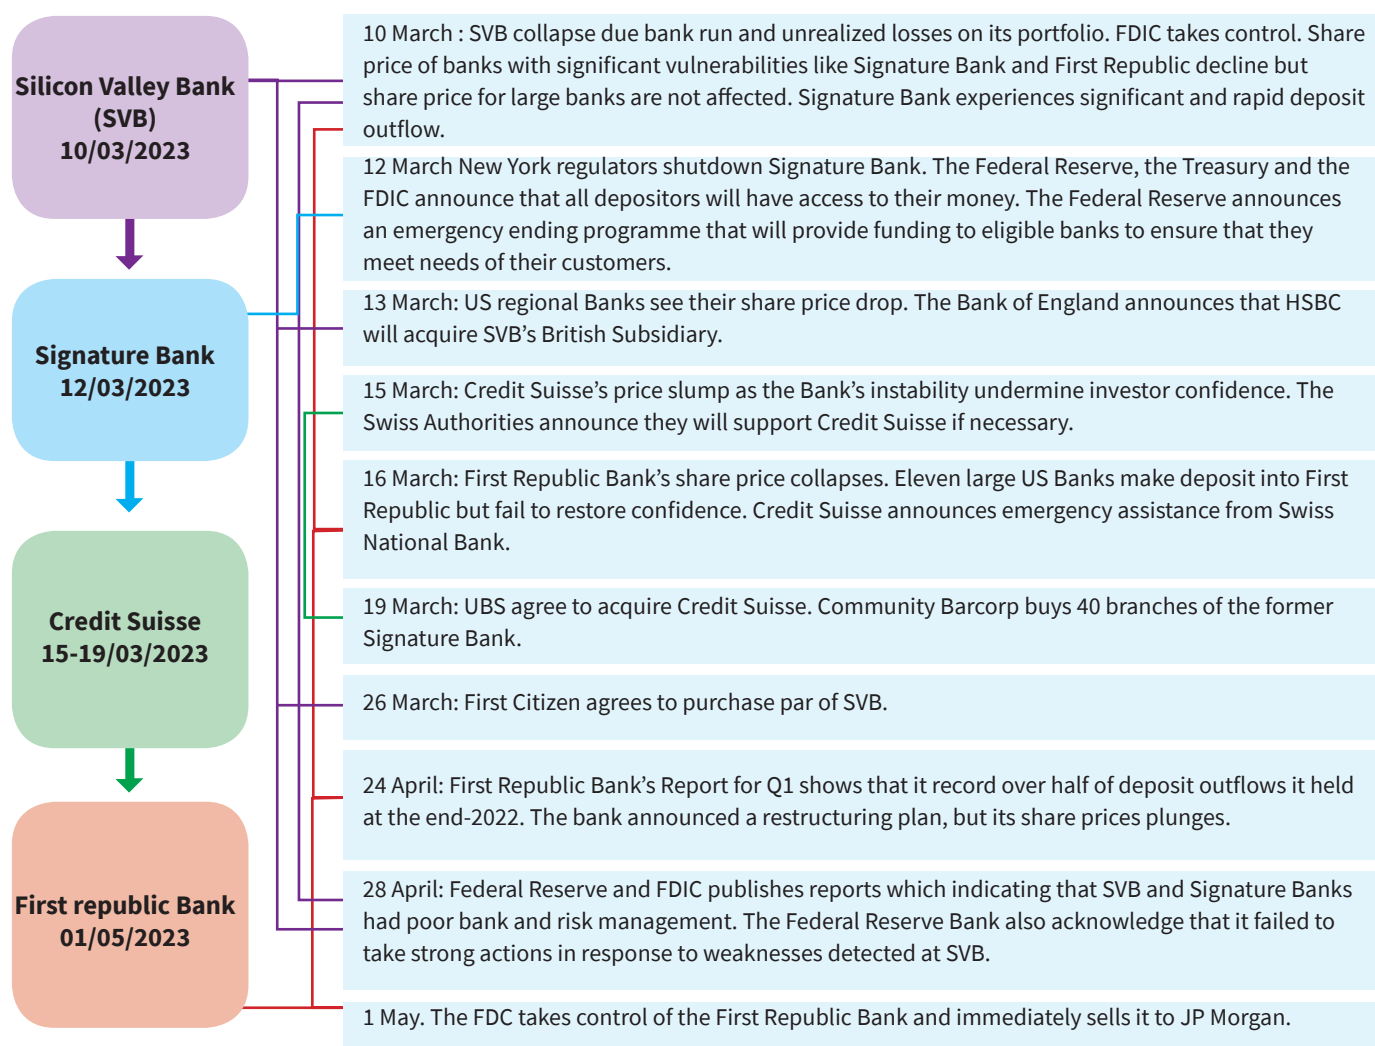 Silicon Valley Bank
(SVB)
10/03/2023
Signature Bank
12/03/2023
Credit Suisse
15-19/03/2023
First republic Bank
01/05/2023
10 March : SVB collapse due bank run and unrealized losses on its portfolio. FDIC takes control. Share
price of banks with significant vulnerabilities like Signature Bank and First Republic decline but
share price for large banks are not affected. Signature Bank experiences significant and rapid deposit
outflow.
12 March New York regulators shutdown Signature Bank. The Federal Reserve, the Treasury and the
FDIC announce that all depositors will have access to their money. The Federal Reserve announces
an emergency ending programme that will provide funding to eligible banks to ensure that they
meet needs of their customers.
13 March: US regional Banks see their share price drop. The Bank of England announces that HSBC
will acquire SVB's British Subsidiary.
15 March: Credit Suisse's price slump as the Bank's instability undermine investor confidence. The
Swiss Authorities announce they will support Credit Suisse if necessary.
16 March: First Republic Bank's share price collapses. Eleven large US Banks make deposit into First
Republic but fail to restore confidence. Credit Suisse announces emergency assistance from Swiss
National Bank.
19 March: UBS agree to acquire Credit Suisse. Community Barcorp buys 40 branches of the former
Signature Bank.
26 March: First Citizen agrees to purchase par of SVB.
24 April: First Republic Bank's Report for Q1 shows that it record over half of deposit outflows it held
at the end-2022. The bank announced a restructuring plan, but its share prices plunges.
28 April: Federal Reserve and FDIC publishes reports which indicating that SVB and Signature Banks
had poor bank and risk management. The Federal Reserve Bank also acknowledge that it failed to
take strong actions in response to weaknesses detected at SVB.
1 May. The FDC takes control of the First Republic Bank and immediately sells it to JP Morgan.